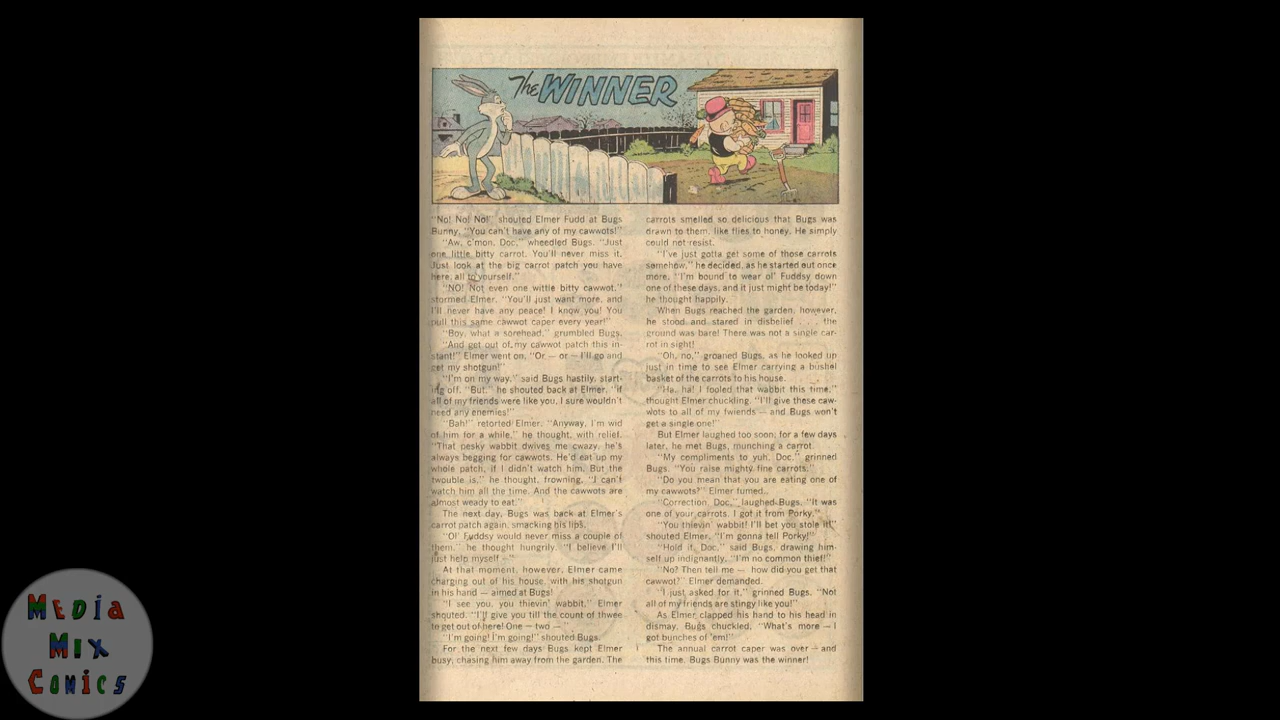 The WINNER
"No! No! No!" shouted Elmer Fudd at Bugs
Bunny. "You can't have any of my cawwots!"
"Aw, c'mon, Doc," wheedled Bugs. "Just
one little bitty carrot. You'll never miss it.
Just look at the big carrot patch you have
here, all to yourself."
"NO! Not even one wittle bitty cawwot,"
stormed Elmer. "You'll just want more, and
I'll never have any peace! I know you! You
pull this same cawwot caper every year!"
"Boy, what a sorehead," grumbled Bugs.
"And get out of my cawwot patch this in-
stant!" Elmer went on. "Or — or — I'll go and
get my shotgun!"
"I'm on my way," said Bugs hastily, start-
ing off. "But," he shouted back at Elmer, "if
all of my friends were like you, I sure wouldn't
need any enemies!"
"Bah!" retorted Elmer. "Anyway, I'm wid
of him for a while," he thought, with relief.
"That pesky wabbit dwives me cwazy, he's
always begging for cawwots. He'd eat up my
whole patch, if I didn't watch him. But the
twouble is," he thought, frowning, "I can't
watch him all the time. And the cawwots are
almost weady to eat."
The next day, Bugs was back at Elmer's
carrot patch again, smacking his lips.
"Ol' Fuddsy would never miss a couple of
them," he thought hungrily. "I believe I'll
just help myself —"
At that moment, however, Elmer came
charging out of his house, with his shotgun
in his hand — aimed at Bugs!
"I see you, you thievin' wabbit," Elmer
shouted. "I'll give you till the count of thwee
to get out of here! One — two — "
"I'm going! I'm going!" shouted Bugs.
For the next few days Bugs kept Elmer
busy, chasing him away from the garden. The
carrots smelled so delicious that Bugs was
drawn to them, like flies to honey. He simply
could not resist.
"I've just gotta get some of those carrots
somehow," he decided, as he started out once
more. "I'm bound to wear ol' Fuddsy down
one of these days, and it just might be today!"
he thought happily.
When Bugs reached the garden, however,
he stood and stared in disbelief . . . the
ground was bare! There was not a single car-
rot in sight!
"Oh, no," groaned Bugs, as he looked up
just in time to see Elmer carrying a bushel
basket of the carrots to his house.
"Ha, ha! I fooled that wabbit this time,"
thought Elmer chuckling. "I'll give these caw-
wots to all of my fwiends — and Bugs won't
get a single one!"
But Elmer laughed too soon, for a few days
later, he met Bugs, munching a carrot.
"My compliments to yuh, Doc," grinned
Bugs. "You raise mighty fine carrots."
"Do you mean that you are eating one of
my cawwots?" Elmer fumed.
"Correction, Doc," laughed Bugs. "It was
one of your carrots. I got it from Porky."
"You thievin' wabbit! I'll bet you stole it!"
shouted Elmer. "I'm gonna tell Porky!"
"Hold it, Doc," said Bugs, drawing him-
self up indignantly. "I'm no common thief!"
"No? Then tell me — how did you get that
cawwot?" Elmer demanded.
"I just asked for it," grinned Bugs. "Not
all of my friends are stingy like you!"
As Elmer clapped his hand to his head in
dismay, Bugs chuckled, "What's more — I
got bunches of 'em!"
The annual carrot caper was over — and
this time, Bugs Bunny was the winner!
MEDia
Mix
Comics